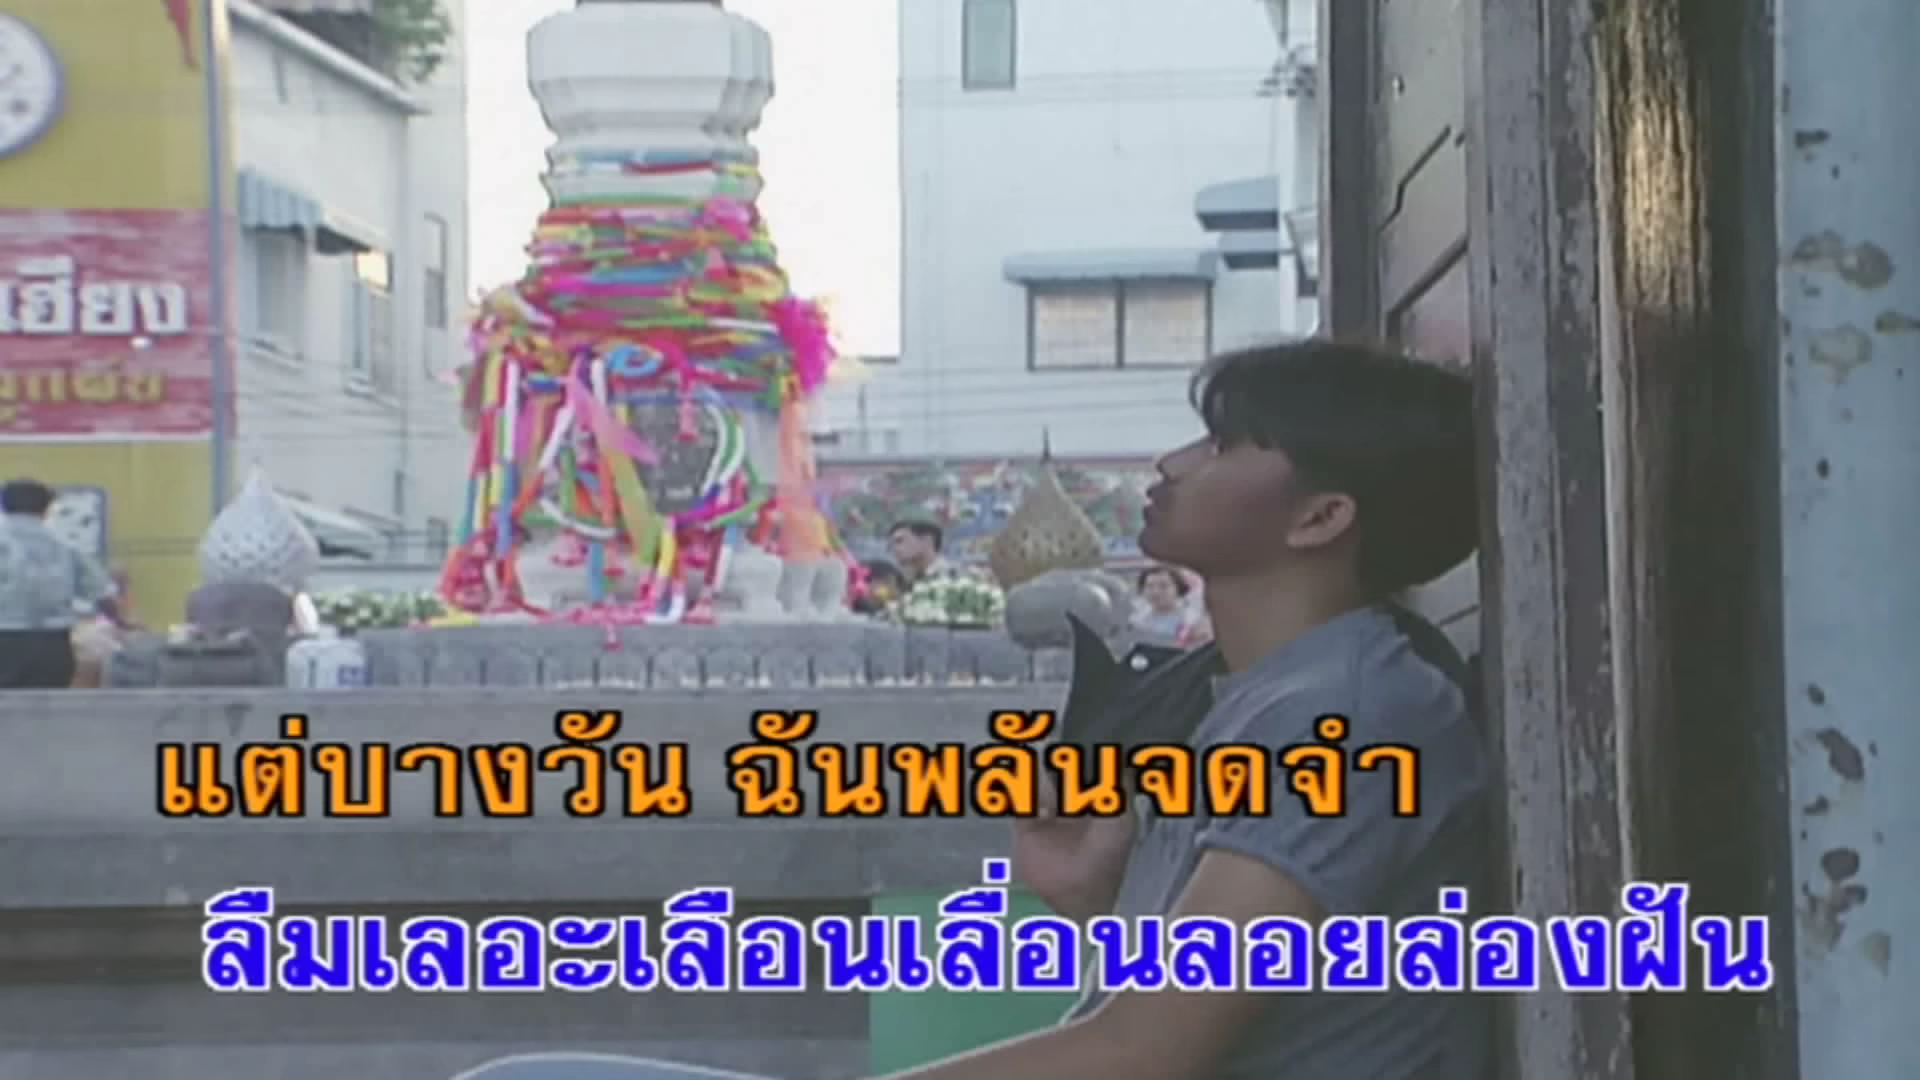 เฮียง
แต่บางวัน ฉันพลันจดจำ
ลืมเลอะเลือนเลื่อนลอยล่องฝัน